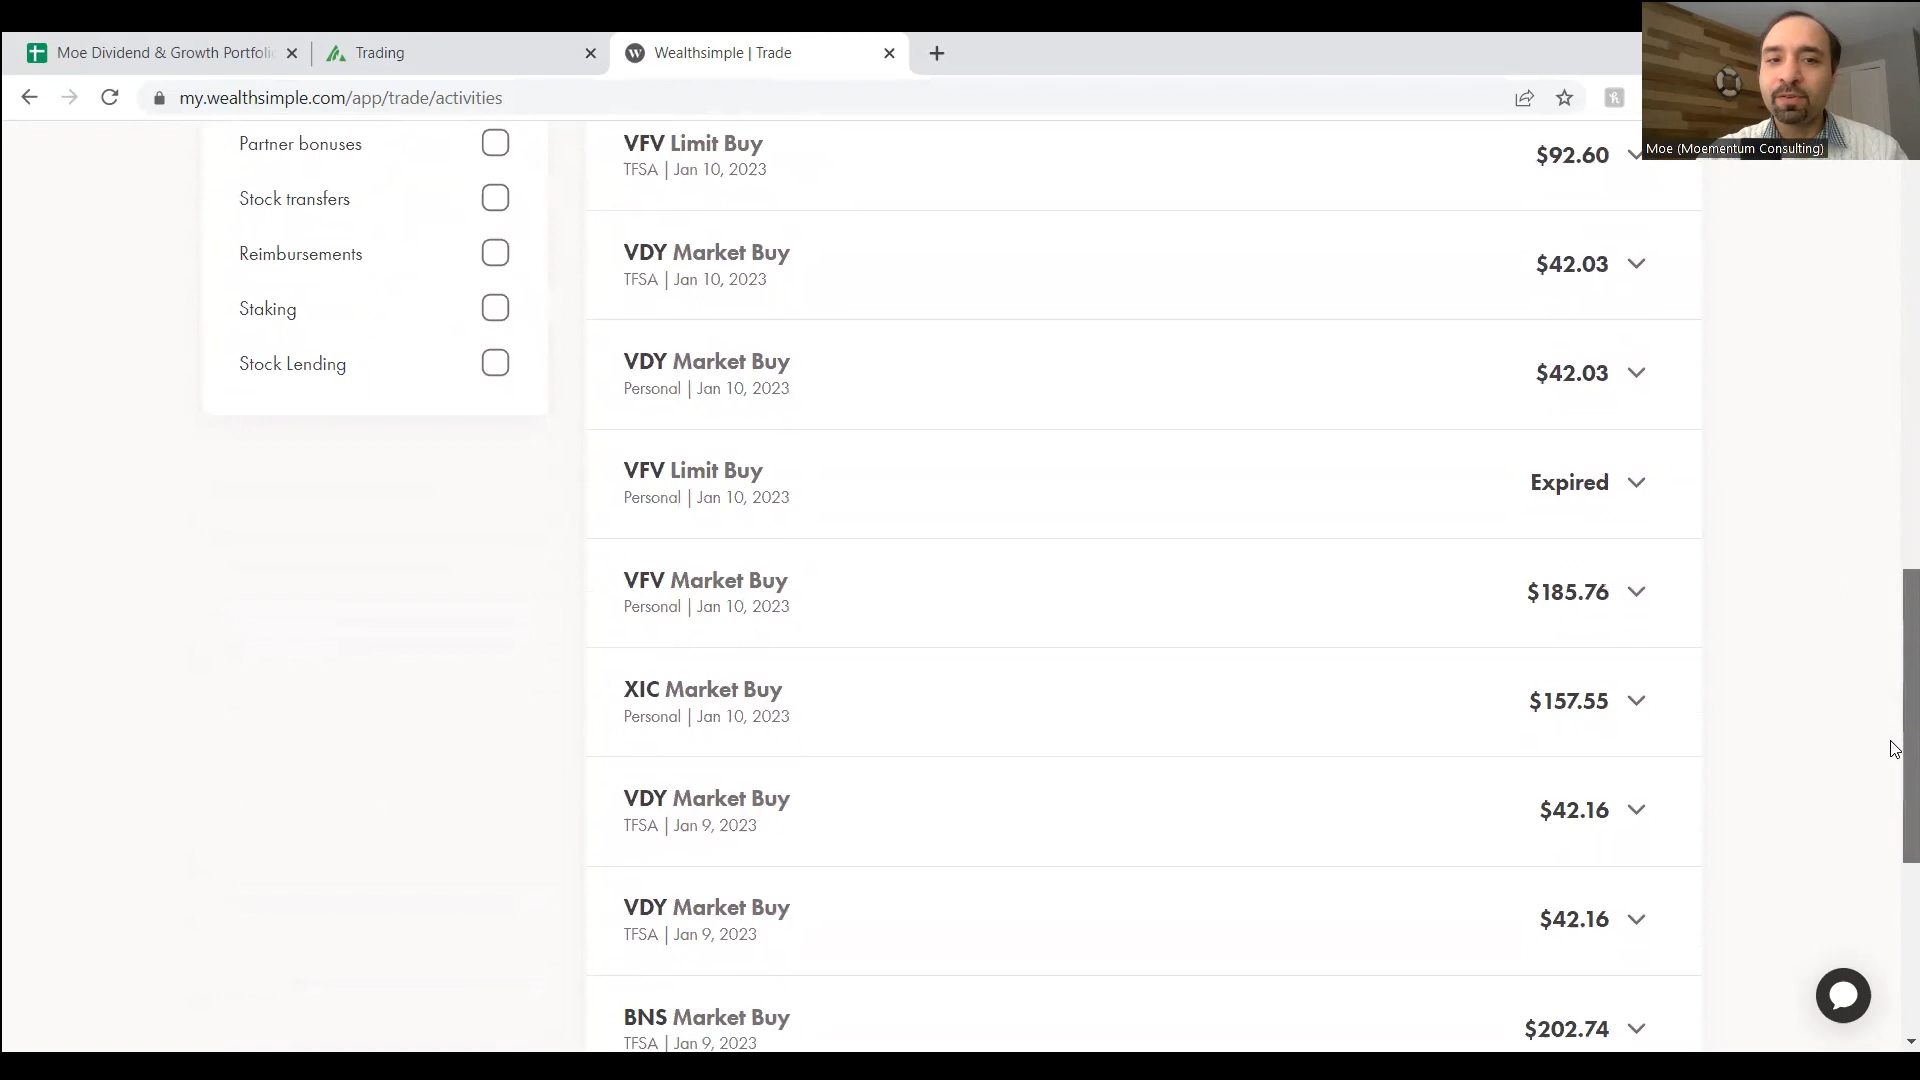 Moe Dividend & Growth Portfoli
Trading
Wealthsimple | Trade
my.wealthsimple.com/app/trade/activities
Moe (Moementum Consulting)
Partner bonuses
Stock transfers
Reimbursements
Staking
Stock Lending
VFV Limit Buy
TFSA | Jan 10, 2023
$92.60
VDY Market Buy
TFSA | Jan 10, 2023
$42.03
VDY Market Buy
Personal | Jan 10, 2023
$42.03
VFV Limit Buy
Personal | Jan 10, 2023
Expired
VFV Market Buy
Personal | Jan 10, 2023
$185.76
XIC Market Buy
Personal | Jan 10, 2023
$157.55
VDY Market Buy
TFSA | Jan 9, 2023
$42.16
VDY Market Buy
TFSA | Jan 9, 2023
$42.16
BNS Market Buy
TFSA | Jan 9, 2023
$202.74